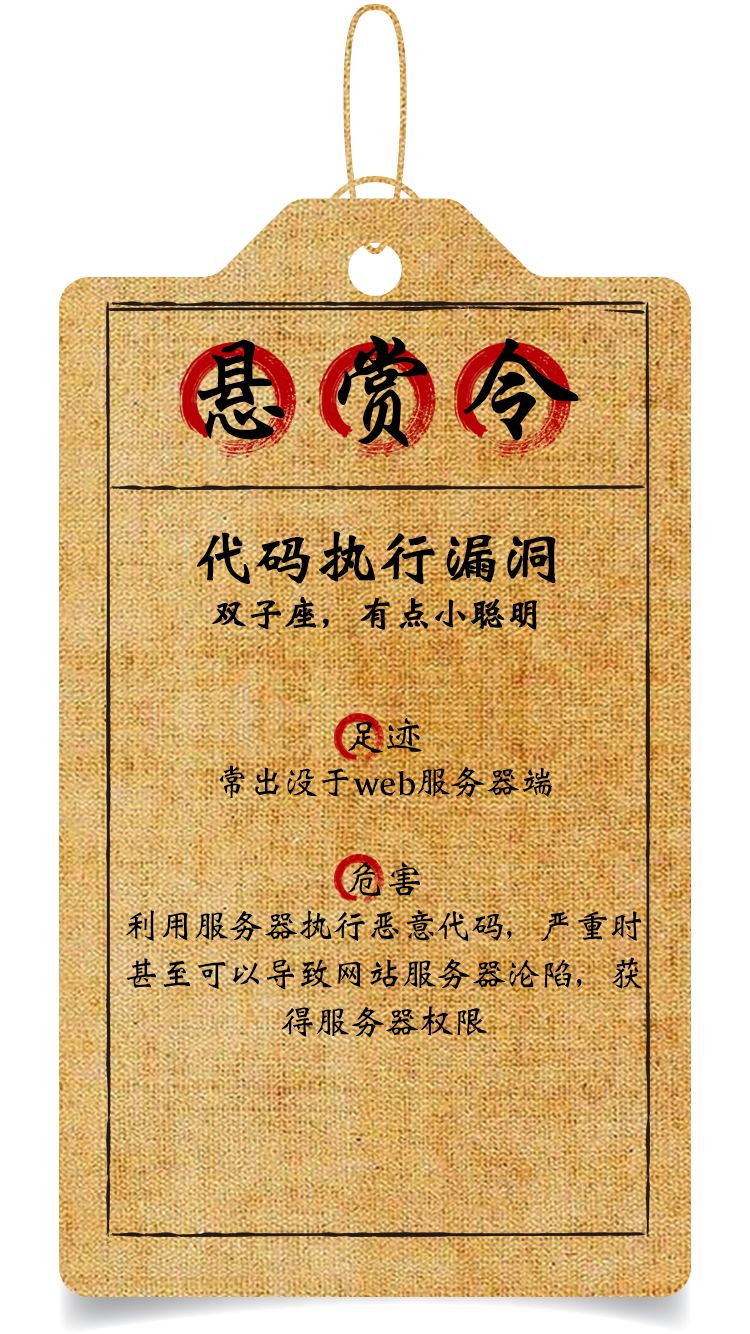 悬赏令
代码执行漏洞
双子座，有点小聪明
足迹
常出没于web服务器端
危害
利用服务器执行恶意代码，严重时
甚至可以导致网站服务器沦陷，获
得服务器权限